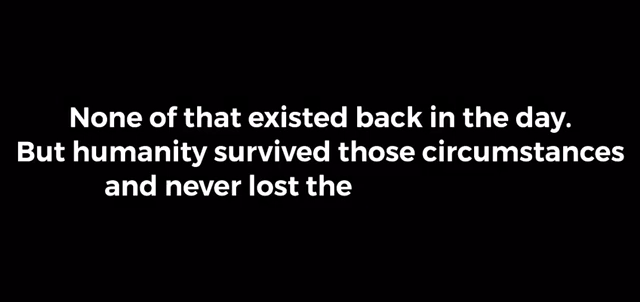 None of that existed back in the day.
But humanity survived those circumstances
and never lost the